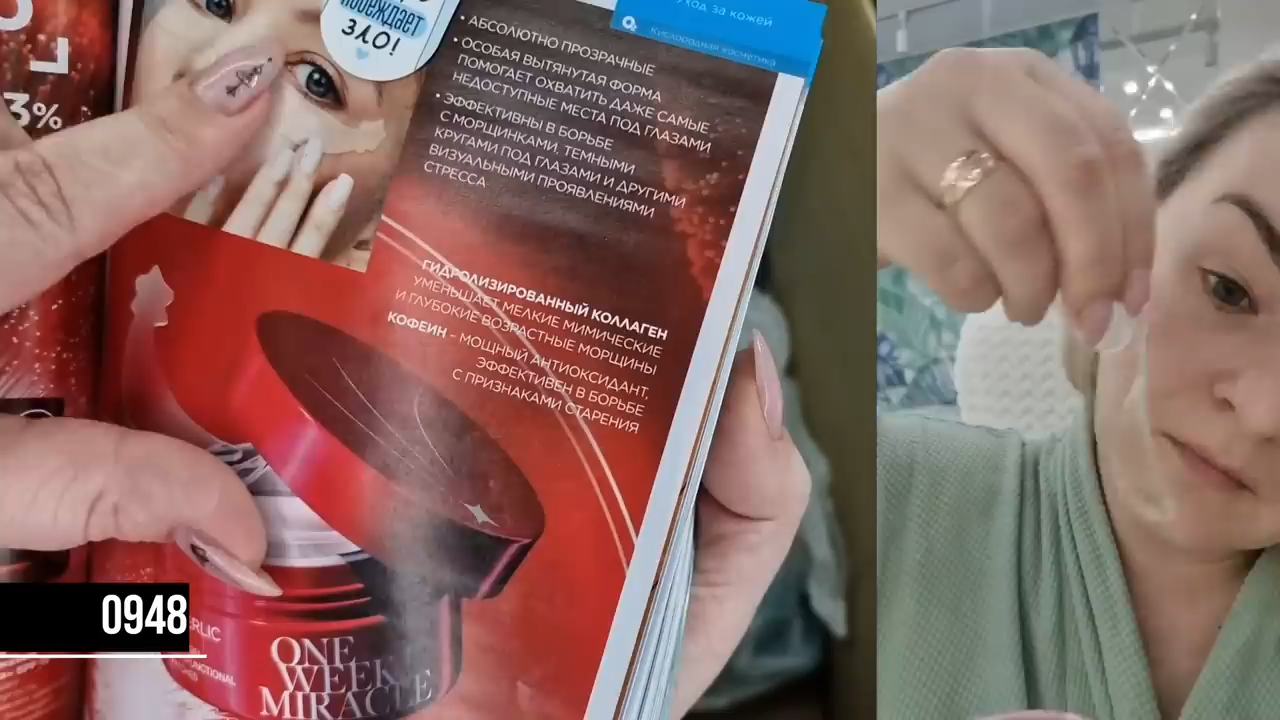 побеждает
ЗЛО!
уход за кожей
Кислородная косметика
• АБСОЛЮТНО ПРОЗРАЧНЫЕ
• ОСОБАЯ ВЫТЯНУТАЯ ФОРМА
ПОМОГАЕТ ОХВАТИТЬ ДАЖЕ САМЫЕ
НЕДОСТУПНЫЕ МЕСТА ПОД ГЛАЗАМИ
• ЭФФЕКТИВНЫ В БОРЬБЕ
С МОРЩИНКАМИ, ТЕМНЫМИ
КРУГАМИ ПОД ГЛАЗАМИ И ДРУГИМИ
ВИЗУАЛЬНЫМИ ПРОЯВЛЕНИЯМИ
СТРЕССА
3%
ГИДРОЛИЗИРОВАННЫЙ КОЛЛАГЕН
УМЕНЬШАЕТ МЕЛКИЕ МИМИЧЕСКИЕ
И ГЛУБОКИЕ ВОЗРАСТНЫЕ МОРЩИНЫ
КОФЕИН – МОЩНЫЙ АНТИОКСИДАНТ,
ЭФФЕКТИВЕН В БОРЬБЕ
С ПРИЗНАКАМИ СТАРЕНИЯ
0948
ERLIC
ONE
WEEK
MIRACLE